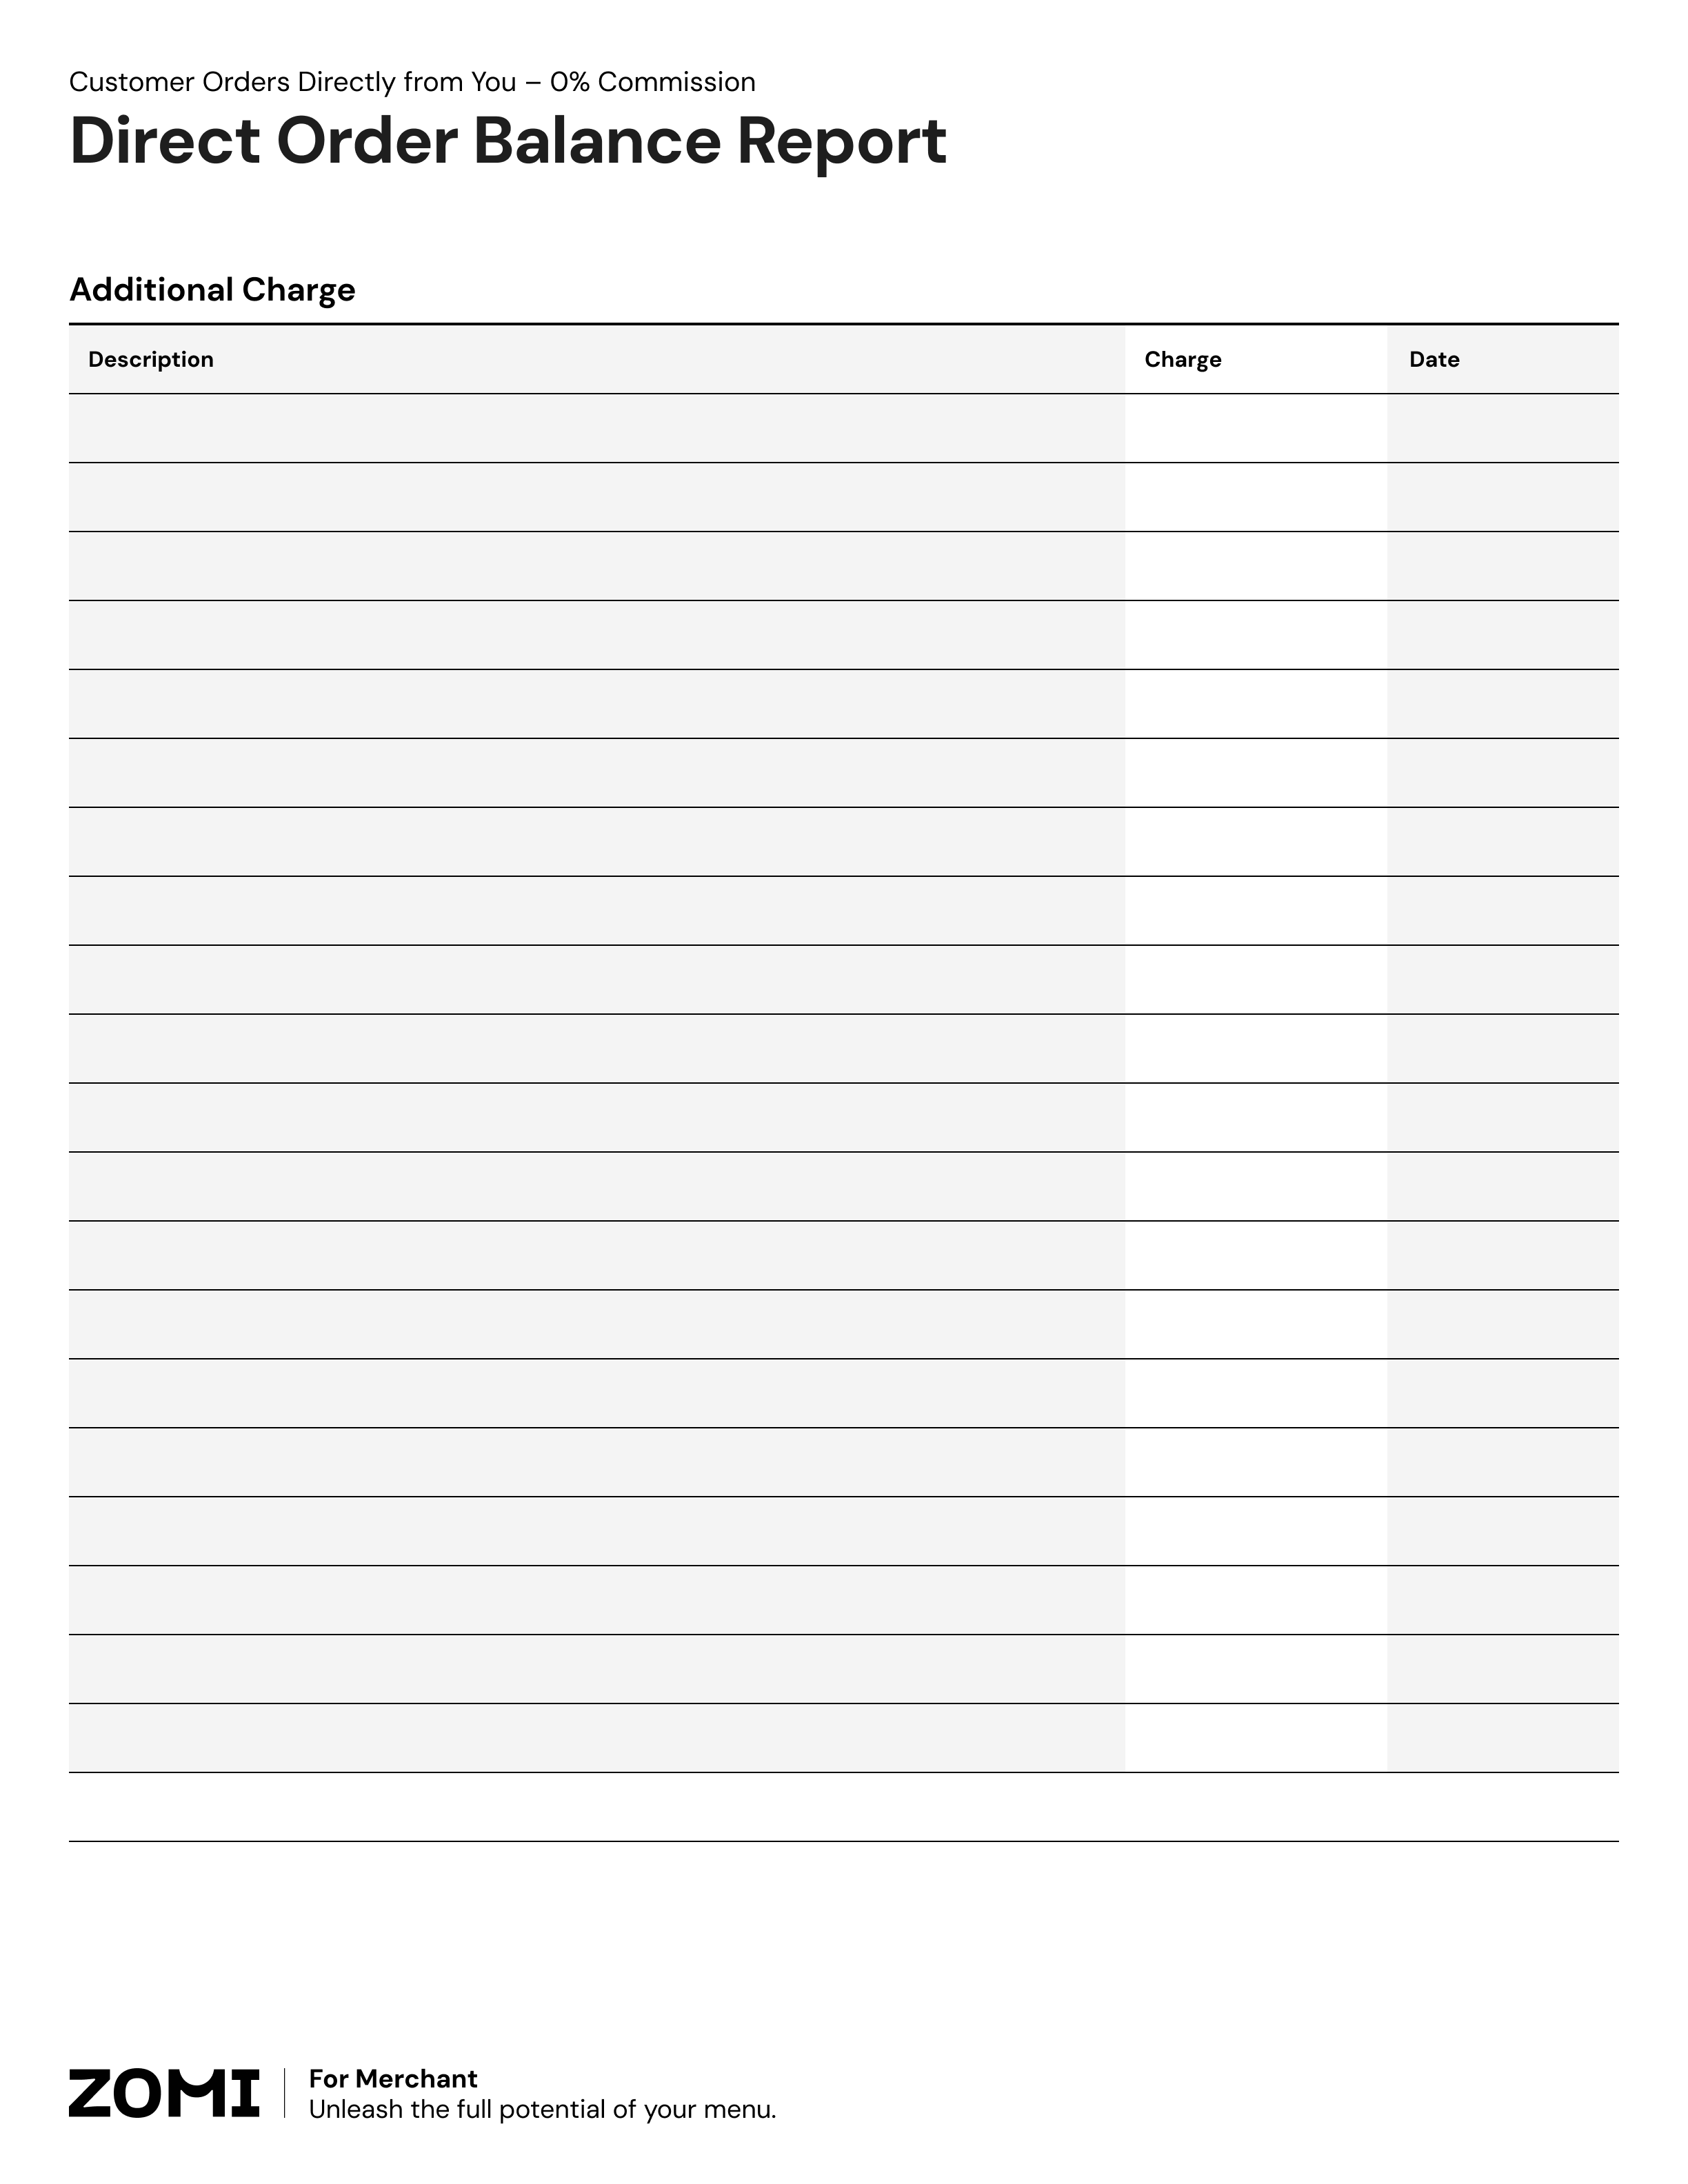 Customer Orders Directly from You – 0% Commission
Direct Order Balance Report
Additional Charge
Description Charge Date
ZOMI
For Merchant
Unleash the full potential of your menu.